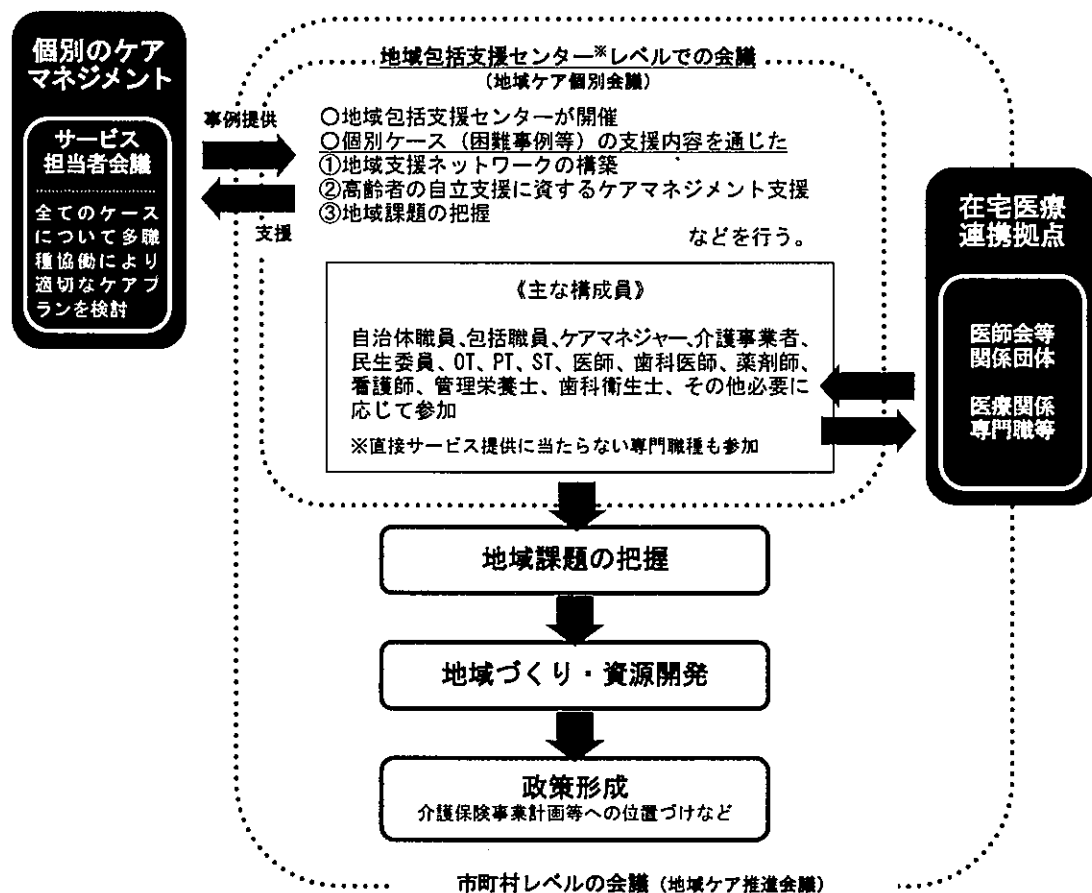 個別のケア
マネジメント
サービス
担当者会議
全てのケース
について多職
種協働により
適切なケアプ
ランを検討
事例提供
支援
地域包括支援センター※レベルでの会議
(地域ケア個別会議)
○地域包括支援センターが開催
○個別ケース(困難事例等)の支援内容を通じた
①地域支援ネットワークの構築
②高齢者の自立支援に資するケアマネジメント支援
③地域課題の把握
などを行う。
《主な構成員》
自治体職員、包括職員、ケアマネジャー、介護事業者、
民生委員、OT、PT、ST、医師、歯科医師、薬剤師、
看護師、管理栄養士、歯科衛生士、その他必要に
応じて参加
※直接サービス提供に当たらない専門職種も参加
在宅医療
連携拠点
医師会等
関係団体
医療関係
専門職等
地域課題の把握
地域づくり・資源開発
政策形成
介護保険事業計画等への位置づけなど
市町村レベルの会議(地域ケア推進会議)